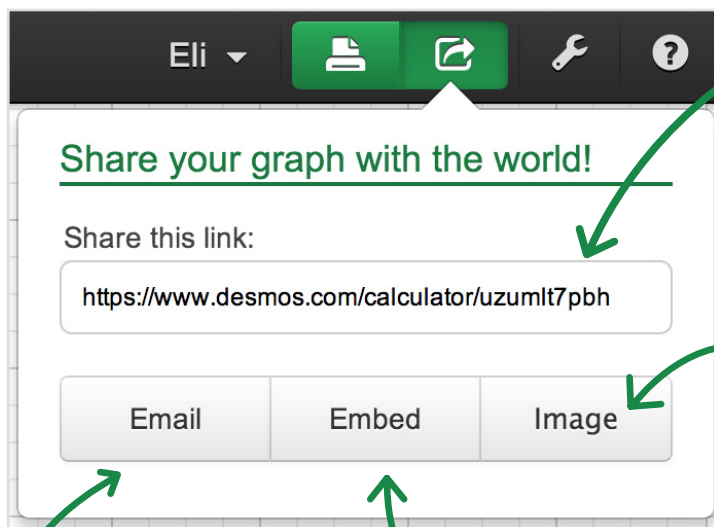 Eli
Share your graph with the world!
Share this link:
https://www.desmos.com/calculator/uzumlt7pbh
Email Embed Image